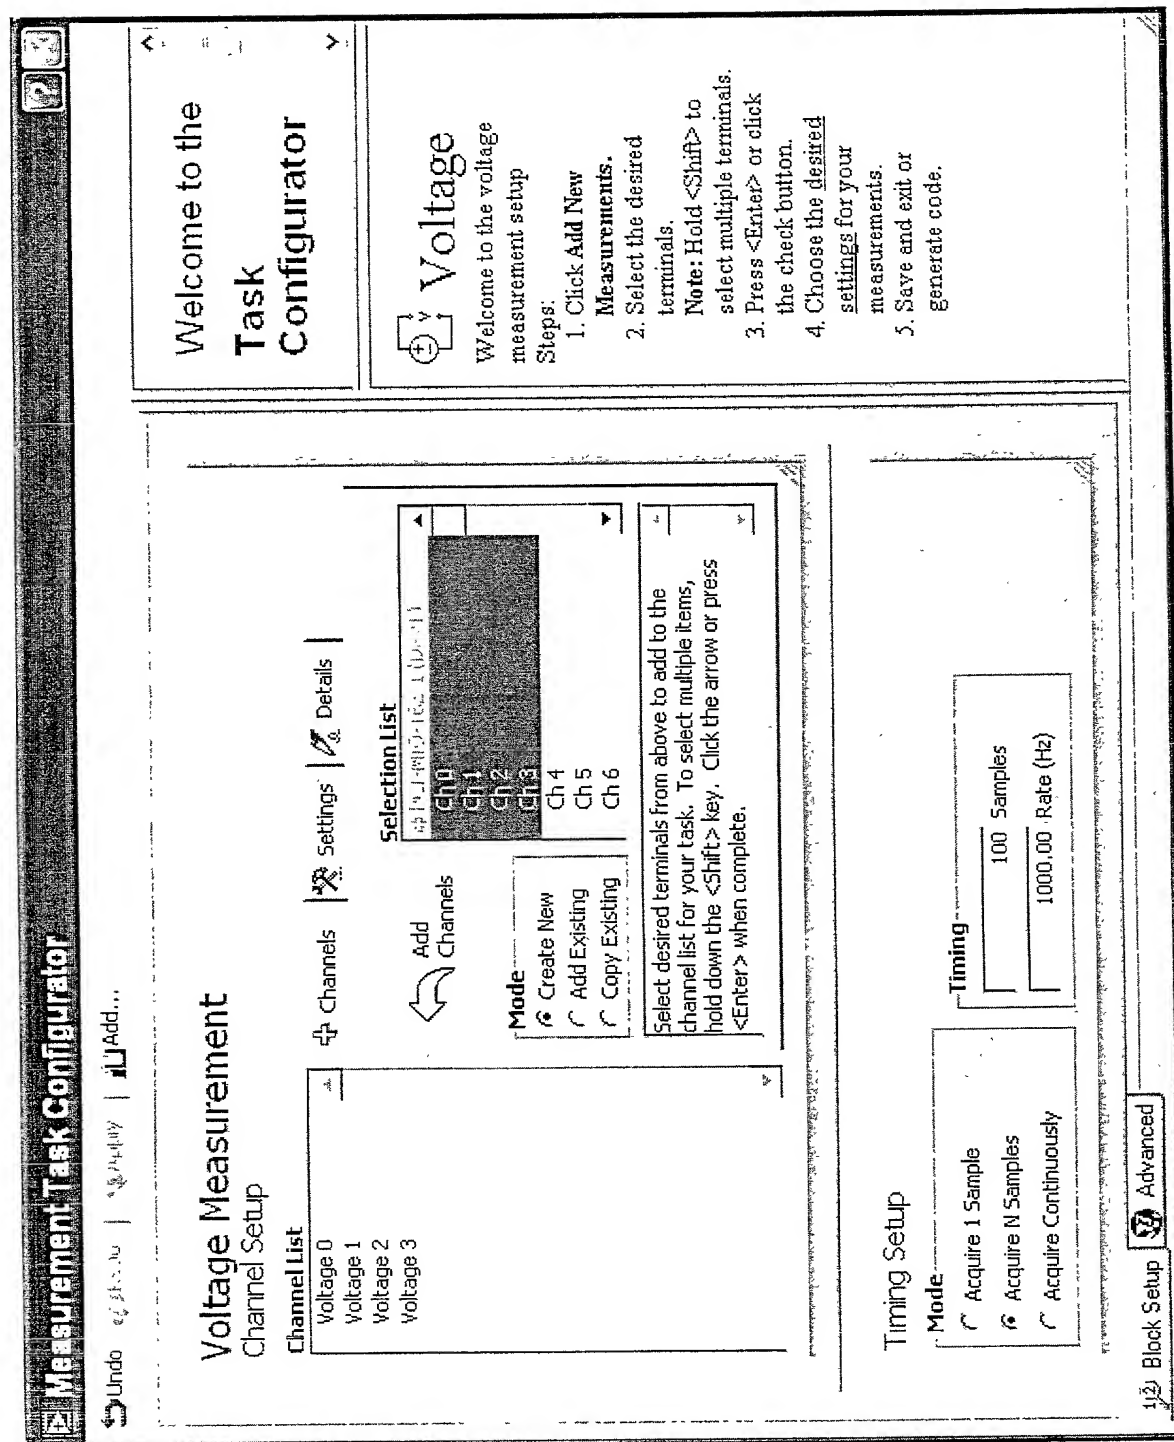 Measurement Task Configurator
Undo
Add...
Voltage Measurement
Channel Setup
Channel List
Voltage 0
Voltage 1
Voltage 2
Voltage 3
Channels
Settings
Details
Add
Channels
Selection List
Ch 0
Ch 1
Ch 2
Ch 3
Ch 4
Ch 5
Ch 6
Mode
Create New
Add Existing
Copy Existing
Select desired terminals from above to add to the
channel list for your task. To select multiple items,
hold down the <Shift> key. Click the arrow or press
<Enter> when complete.
Timing Setup
Mode
Acquire 1 Sample
Acquire N Samples
Acquire Continuously
Timing
100 Samples
1000.00 Rate (Hz)
Block Setup
Advanced
Welcome to the
Task
Configurator
Voltage
Welcome to the voltage
measurement setup
Steps:
1. Click Add New
Measurements.
2. Select the desired
terminals.
Note: Hold <Shift> to
select multiple terminals.
3. Press <Enter> or click
the check button.
4. Choose the desired
settings for your
measurements.
5. Save and exit or
generate code.